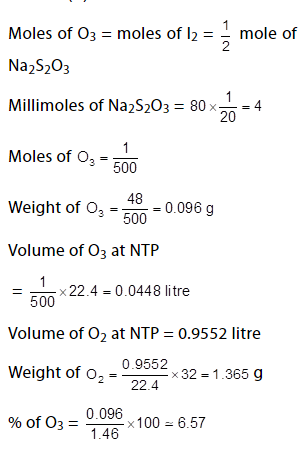 Moles of O₃ = moles of I₂ = 1/2 mole of
Na₂S₂O₃
Millimoles of Na₂S₂O₃ = 80 × 1/20 = 4
Moles of O₃ = 1/500
Weight of O₃ = 48/500 = 0.096 g
Volume of O₃ at NTP
= 1/500 × 22.4 = 0.0448 litre
Volume of O₂ at NTP = 0.9552 litre
Weight of O₂ = 0.9552/22.4 × 32 = 1.365 g
% of O₃ = 0.096/1.46 × 100 = 6.57